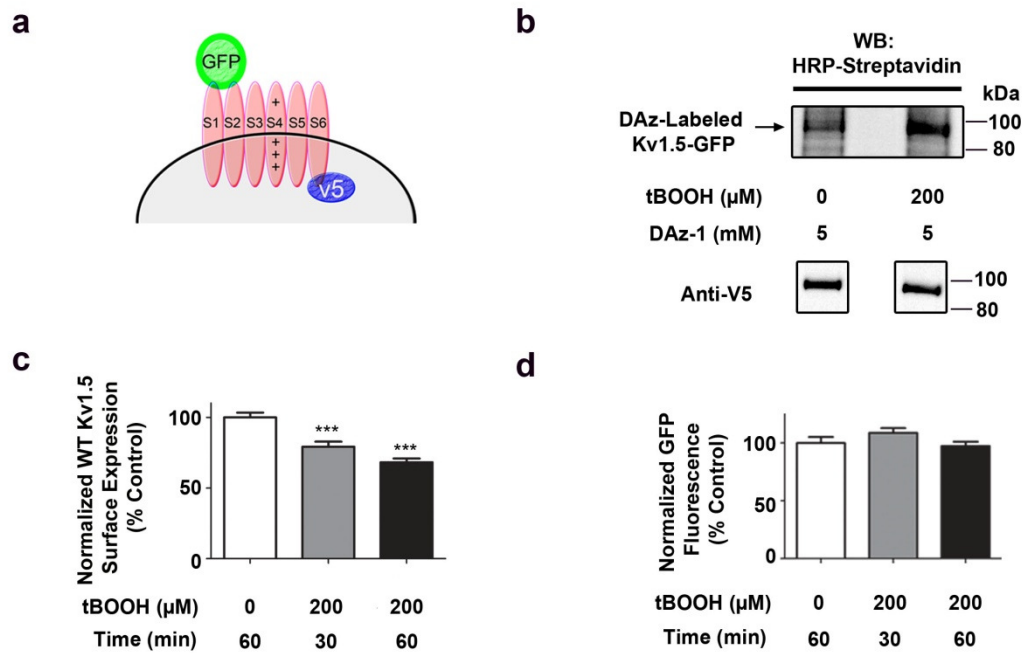 a
GFP
S1 S2 S3 S4 S5 S6
+
+
+
+
V5
b
WB:
HRP-Streptavidin
kDa
DAz-Labeled
Kv1.5-GFP
100
80
tBOOH (µM) 0 200
DAz-1 (mM) 5 5
Anti-V5
100
80
c
Normalized WT Kv1.5
Surface Expression
(% Control)
100
50
0
***
***
tBOOH (µM) 0 200 200
Time (min) 60 30 60
d
Normalized GFP
Fluorescence
(% Control)
100
50
0
tBOOH (µM) 0 200 200
Time (min) 60 30 60